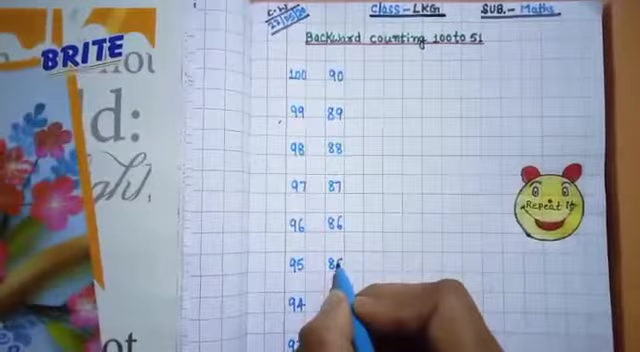 BRITE
C.W
Class-LKG
SUB.- Maths
Backward counting 100 to 51
100 90
99 89
98 88
97 87
96 86
95
94
Repeat It
d:
ot